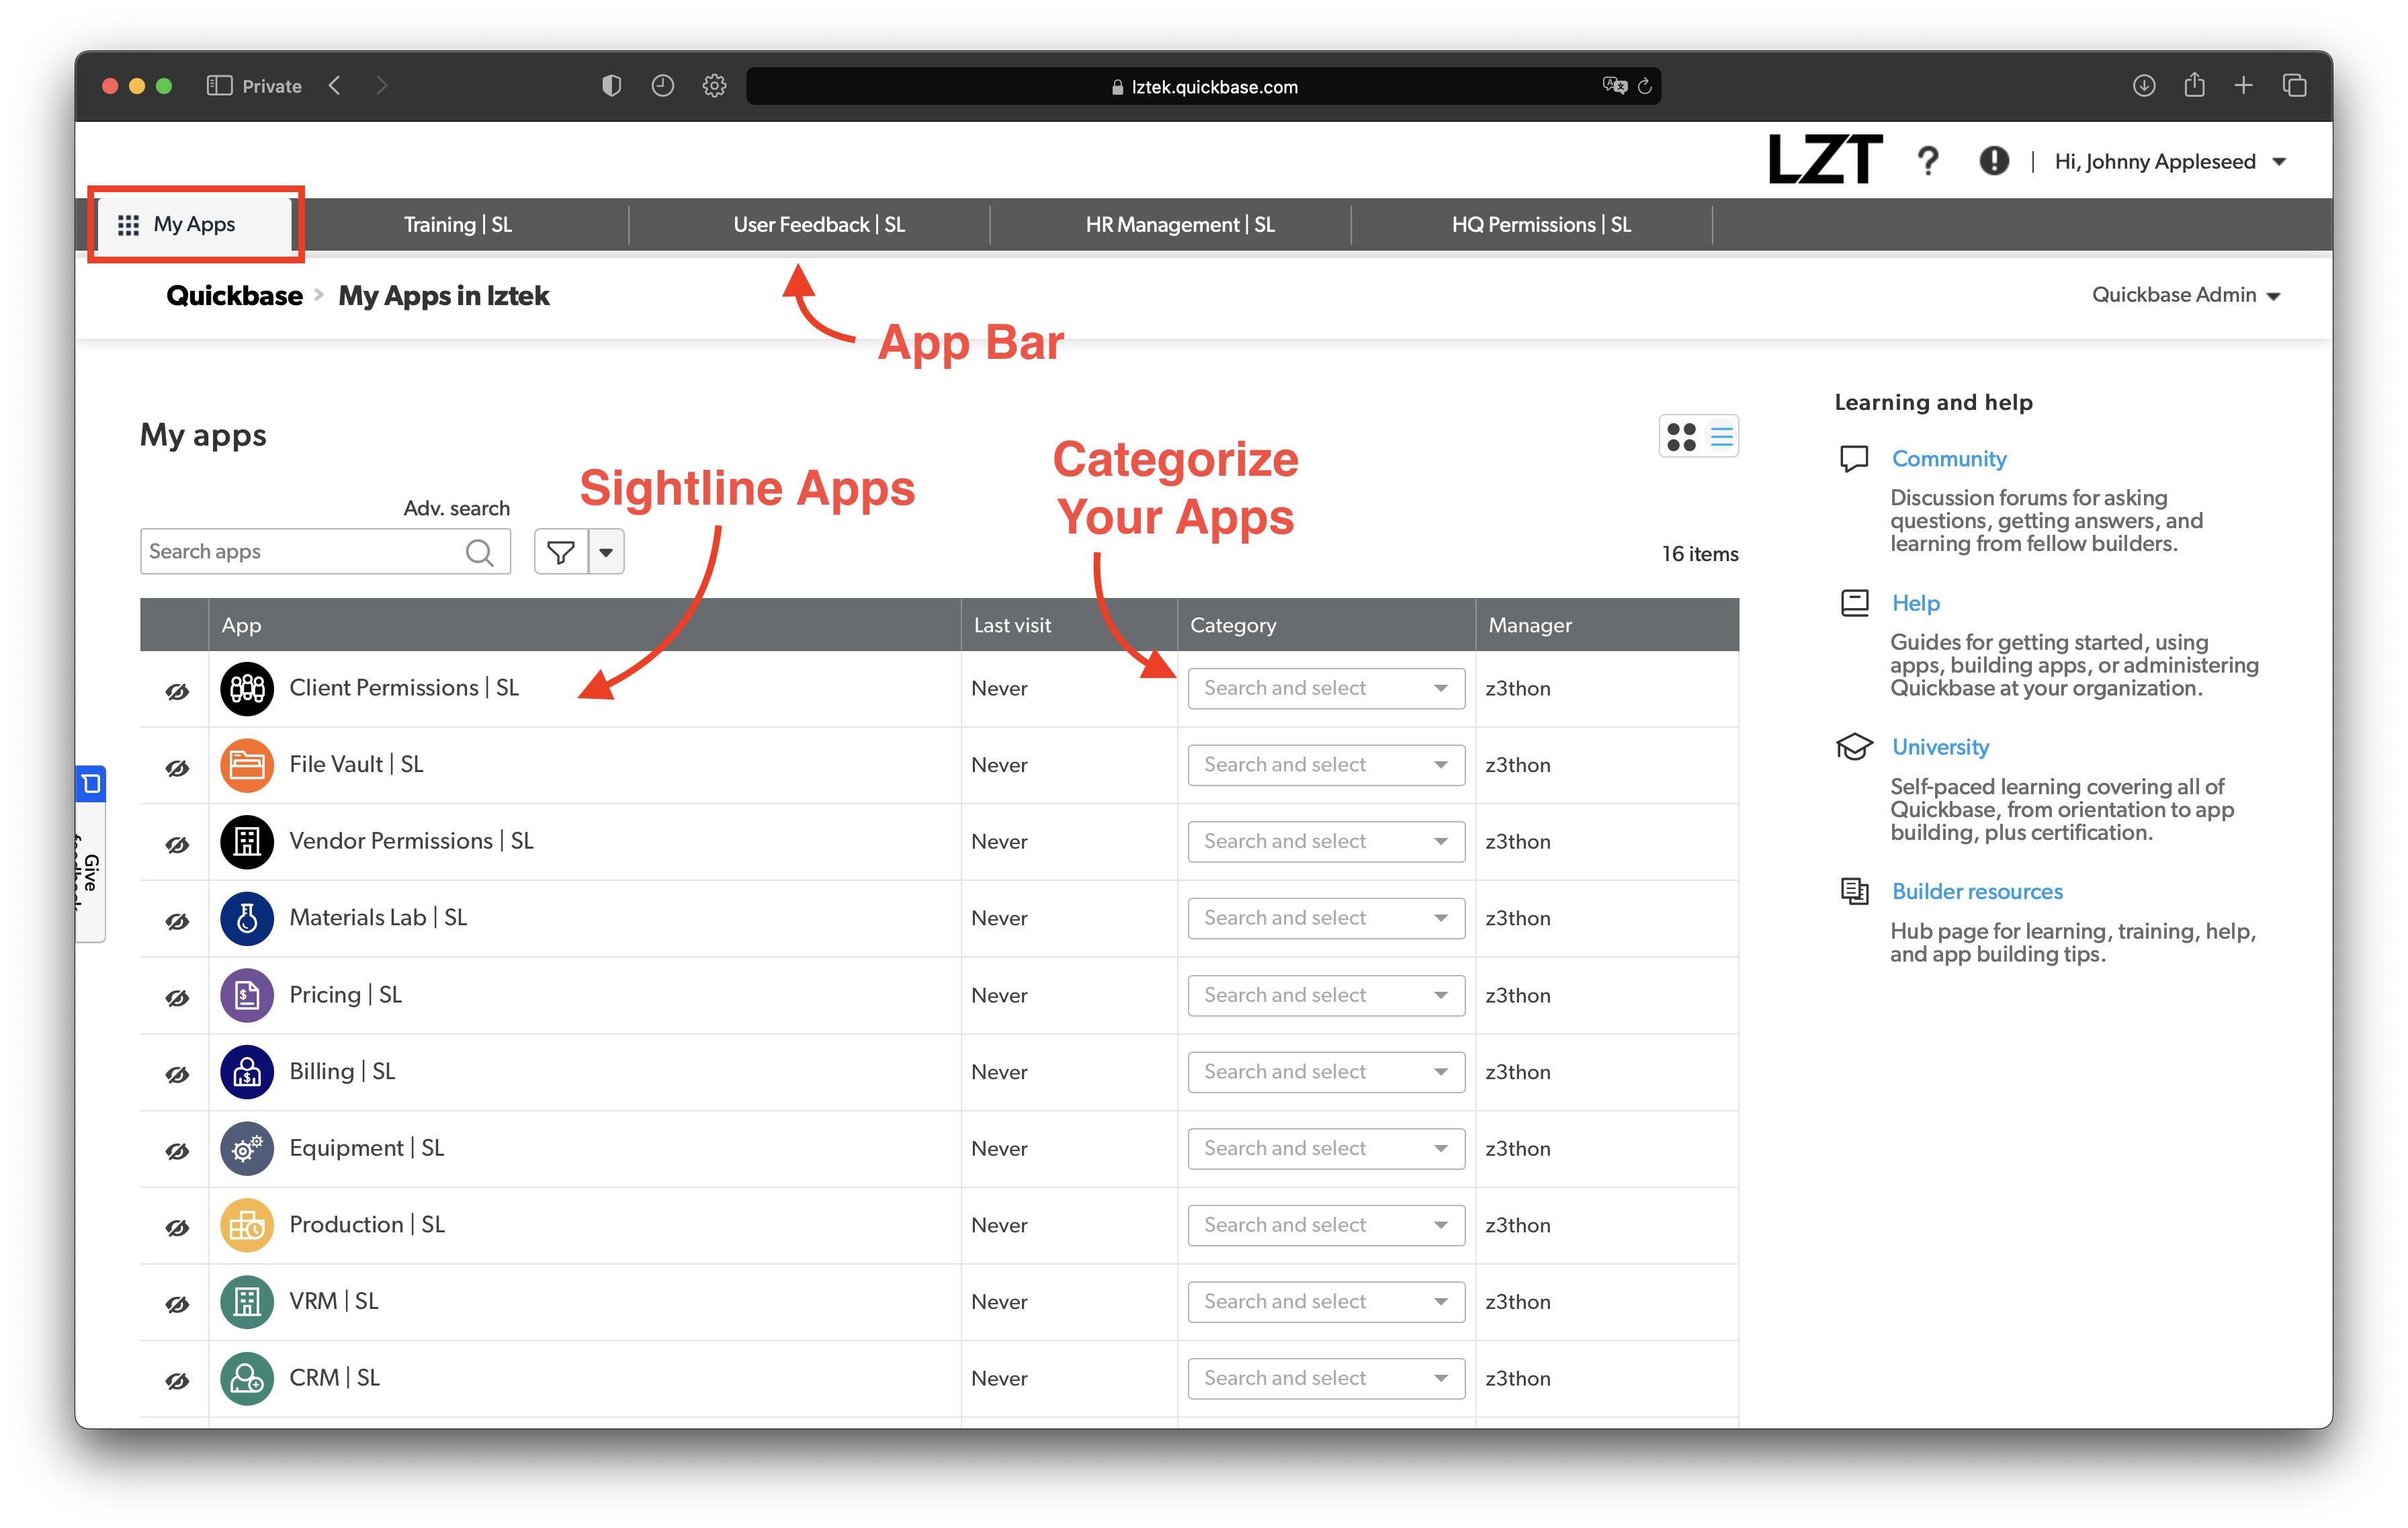 Private
lztek.quickbase.com
LZT
Hi, Johnny Appleseed
My Apps
Training | SL
User Feedback | SL
HR Management | SL
HQ Permissions | SL
Quickbase > My Apps in lztek
Quickbase Admin
App Bar
My apps
Sightline Apps
Categorize
Your Apps
Adv. search
Search apps
16 items
App Last visit Category Manager
Client Permissions | SL Never Search and select z3thon
File Vault | SL Never Search and select z3thon
Vendor Permissions | SL Never Search and select z3thon
Materials Lab | SL Never Search and select z3thon
Pricing | SL Never Search and select z3thon
Billing | SL Never Search and select z3thon
Equipment | SL Never Search and select z3thon
Production | SL Never Search and select z3thon
VRM | SL Never Search and select z3thon
CRM | SL Never Search and select z3thon
Give
Learning and help
Community
Discussion forums for asking
questions, getting answers, and
learning from fellow builders.
Help
Guides for getting started, using
apps, building apps, or administering
Quickbase at your organization.
University
Self-paced learning covering all of
Quickbase, from orientation to app
building, plus certification.
Builder resources
Hub page for learning, training, help,
and app building tips.